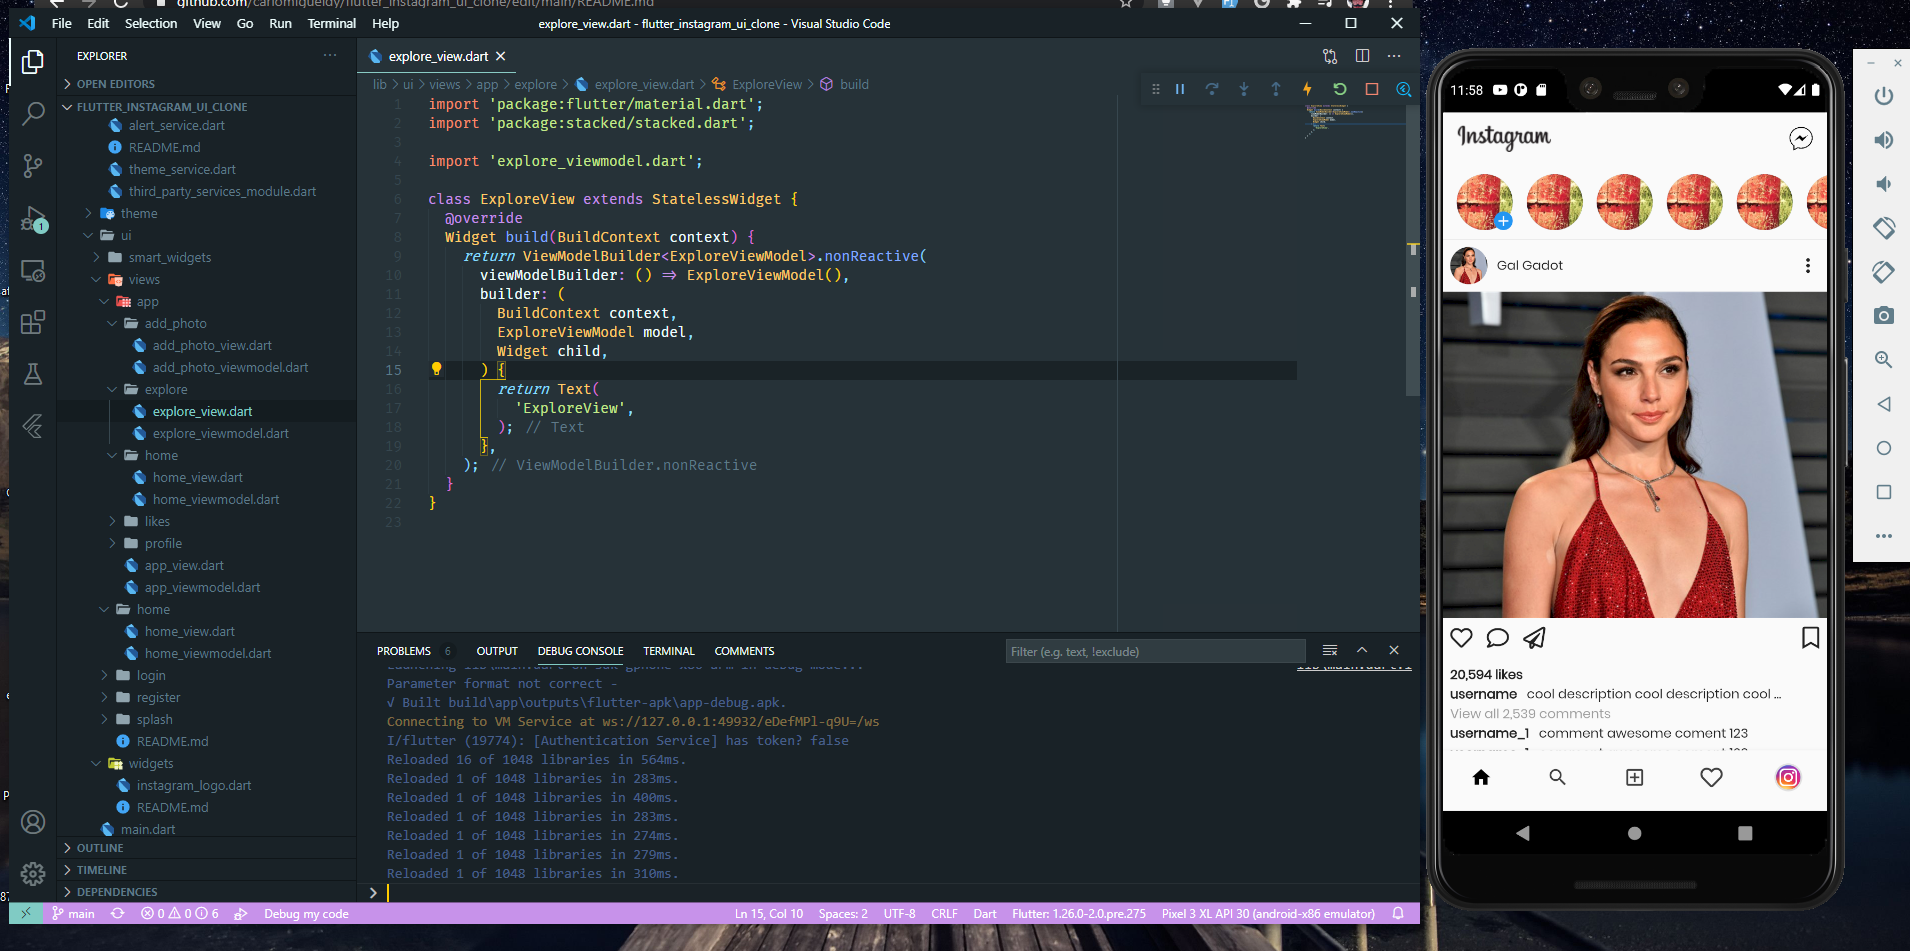 github.com/carlomigueldy/flutter_instagram_ui_clone/edit/main/README.md
File Edit Selection View Go Run Terminal Help
explore_view.dart - flutter_instagram_ui_clone - Visual Studio Code
EXPLORER
OPEN EDITORS
FLUTTER_INSTAGRAM_UI_CLONE
alert_service.dart
README.md
theme_service.dart
third_party_services_module.dart
theme
ui
smart_widgets
views
app
add_photo
add_photo_view.dart
add_photo_viewmodel.dart
explore
explore_view.dart
explore_viewmodel.dart
home
home_view.dart
home_viewmodel.dart
likes
profile
app_view.dart
app_viewmodel.dart
home
home_view.dart
home_viewmodel.dart
login
register
splash
README.md
widgets
instagram_logo.dart
README.md
main.dart
OUTLINE
TIMELINE
DEPENDENCIES
1
explore_view.dart
lib > ui > views > app > explore > explore_view.dart > ExploreView > build
1 import 'package:flutter/material.dart';
2 import 'package:stacked/stacked.dart';
3
4 import 'explore_viewmodel.dart';
5
6 class ExploreView extends StatelessWidget {
7 @override
8 Widget build(BuildContext context) {
9 return ViewModelBuilder<ExploreViewModel>.nonReactive(
10 viewModelBuilder: () => ExploreViewModel(),
11 builder: (
12 BuildContext context,
13 ExploreViewModel model,
14 Widget child,
15 ) {
16 return Text(
17 'ExploreView',
18 ); // Text
19 },
20 ); // ViewModelBuilder.nonReactive
21 }
22 }
23
PROBLEMS 6 OUTPUT DEBUG CONSOLE TERMINAL COMMENTS
Filter (e.g. text, !exclude)
Parameter format not correct -
√ Built build\app\outputs\flutter-apk\app-debug.apk.
Connecting to VM Service at ws://127.0.0.1:49932/eDefMPl-q9U=/ws
I/flutter (19774): [Authentication Service] has token? false
Reloaded 16 of 1048 libraries in 564ms.
Reloaded 1 of 1048 libraries in 283ms.
Reloaded 1 of 1048 libraries in 400ms.
Reloaded 1 of 1048 libraries in 283ms.
Reloaded 1 of 1048 libraries in 274ms.
Reloaded 1 of 1048 libraries in 279ms.
Reloaded 1 of 1048 libraries in 310ms.
main 0 0 6 Debug my code
Ln 15, Col 10 Spaces: 2 UTF-8 CRLF Dart Flutter: 1.26.0-2.0.pre.275 Pixel 3 XL API 30 (android-x86 emulator)
11:58
Instagram
Gal Gadot
20,594 likes
username cool description cool description cool ...
View all 2,539 comments
username_1 comment awesome coment 123